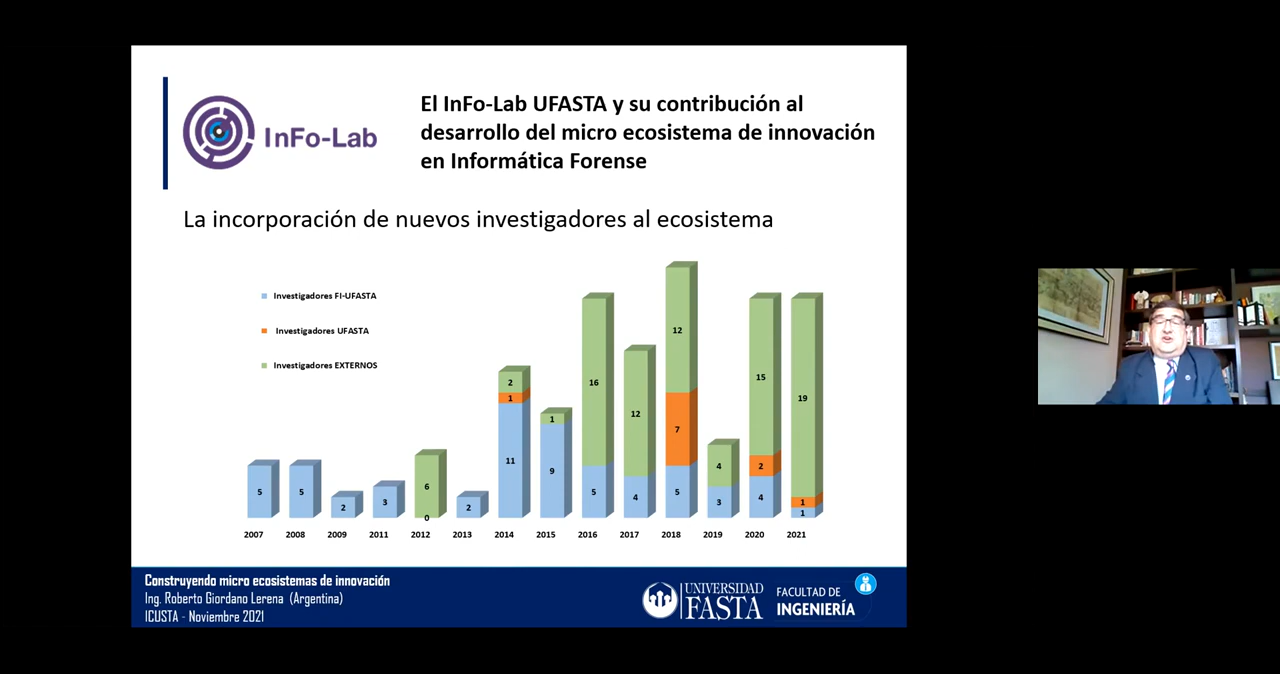 InFo-Lab
El InFo-Lab UFASTA y su contribución al
desarrollo del micro ecosistema de innovación
en Informática Forense
La incorporación de nuevos investigadores al ecosistema
Investigadores FI-UFASTA
Investigadores UFASTA
Investigadores EXTERNOS
5
5
2
3
6
0
2
2
1
11
1
9
16
5
12
4
12
7
5
4
3
15
2
4
19
1
1
2007 2008 2009 2011 2012 2013 2014 2015 2016 2017 2018 2019 2020 2021
Construyendo micro ecosistemas de innovación
Ing. Roberto Giordano Lerena (Argentina)
ICUSTA - Noviembre 2021
UNIVERSIDAD
FASTA
FACULTAD DE
INGENIERÍA